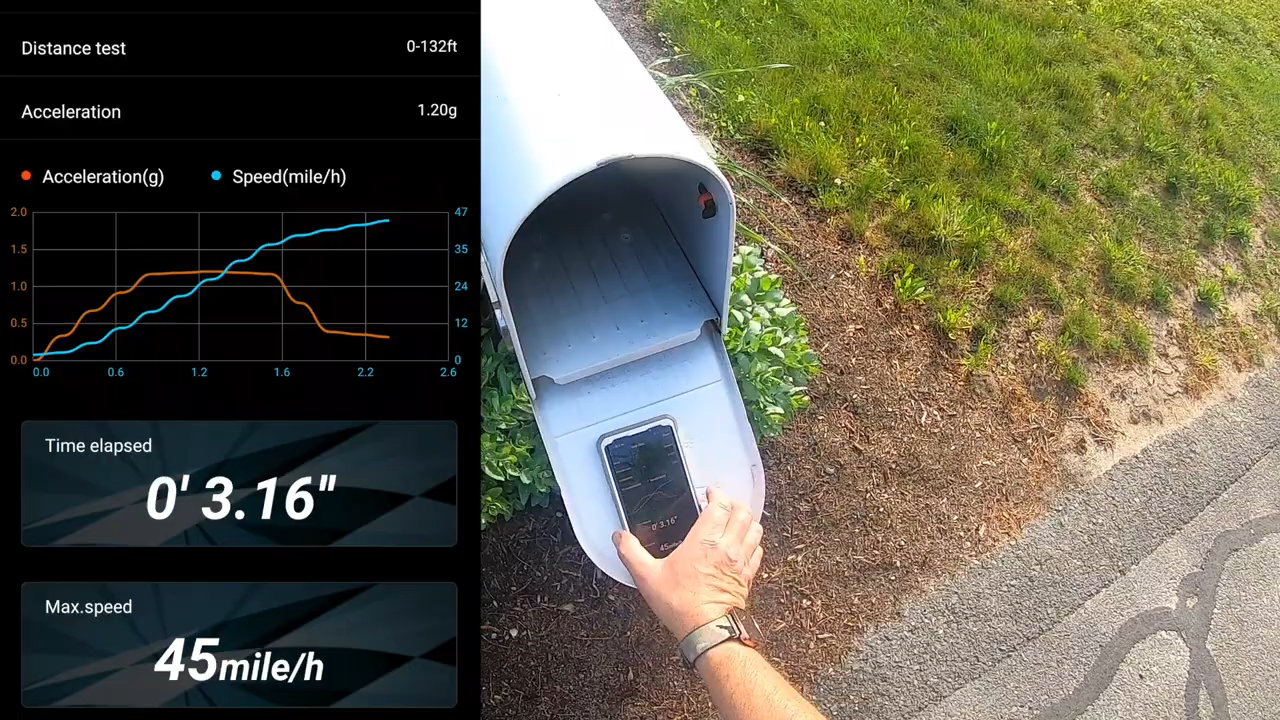 Distance test 0-132ft
Acceleration 1.20g
Acceleration(g) Speed(mile/h)
2.0 47
1.5 35
1.0 24
0.5 12
0.0 0
0.0 0.6 1.2 1.6 2.2 2.6
Time elapsed
0' 3.16"
Max.speed
45mile/h
0'3.16"